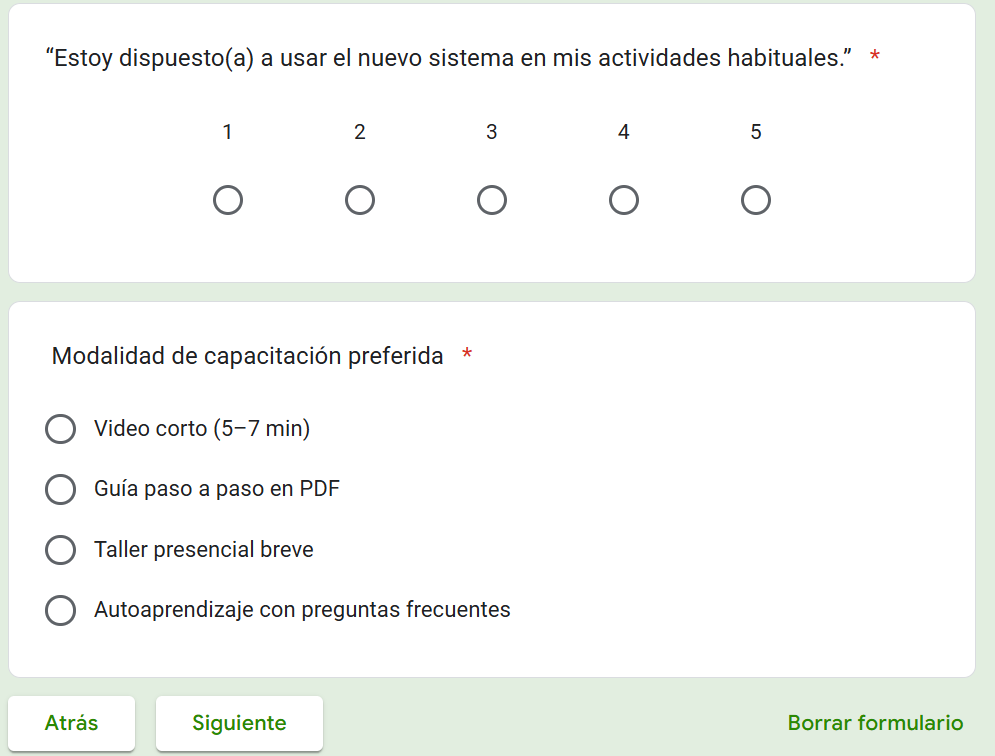 “Estoy dispuesto(a) a usar el nuevo sistema en mis actividades habituales.” *
1 2 3 4 5
Modalidad de capacitación preferida *
Video corto (5–7 min)
Guía paso a paso en PDF
Taller presencial breve
Autoaprendizaje con preguntas frecuentes
Atrás Siguiente Borrar formulario